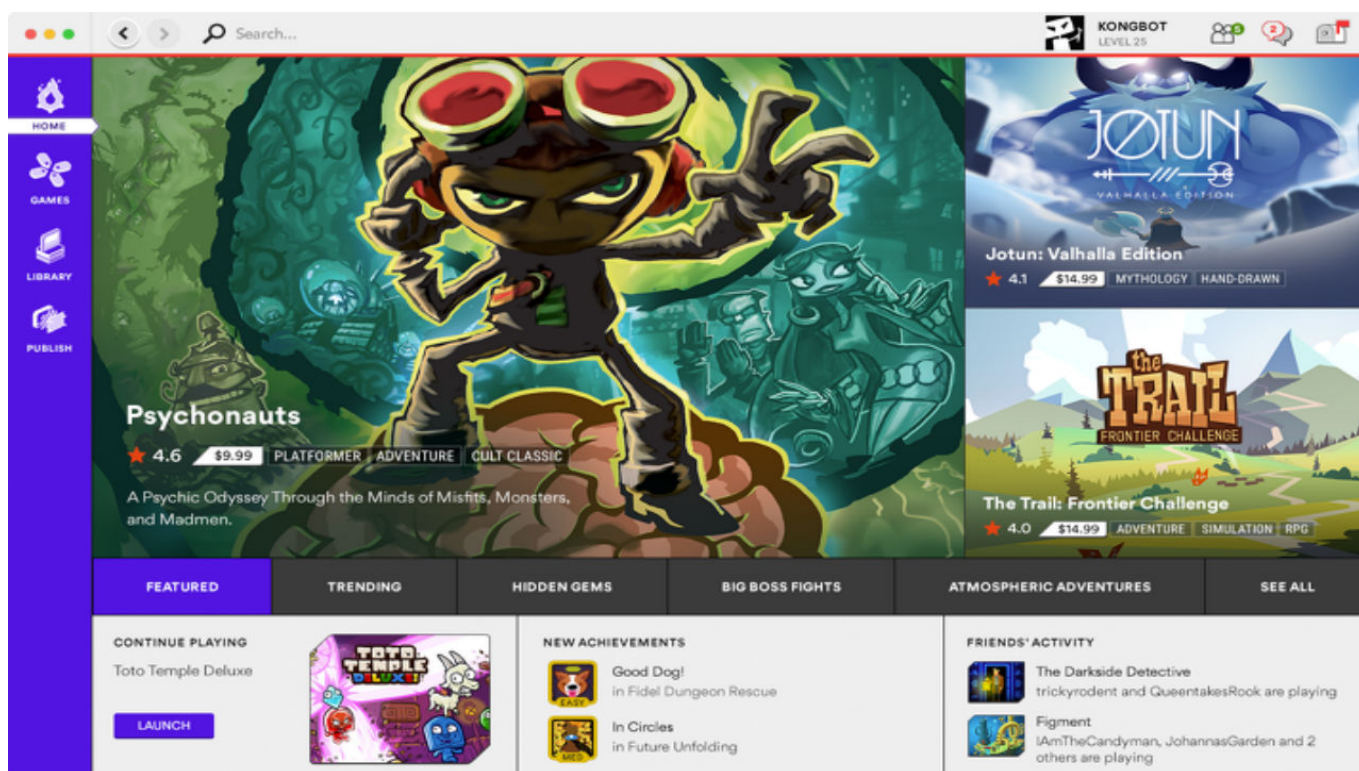 Search...
KONGBOT
LEVEL 25
5
2
HOME
GAMES
LIBRARY
PUBLISH
Psychonauts
4.6 $9.99 PLATFORMER ADVENTURE CULT CLASSIC
A Psychic Odyssey Through the Minds of Misfits, Monsters,
and Madmen.
JOTUN
VALHALLA EDITION
Jotun: Valhalla Edition
4.1 $14.99 MYTHOLOGY HAND-DRAWN
the
TRAIL
FRONTIER CHALLENGE
The Trail: Frontier Challenge
4.0 $14.99 ADVENTURE SIMULATION RPG
FEATURED TRENDING HIDDEN GEMS BIG BOSS FIGHTS ATMOSPHERIC ADVENTURES SEE ALL
CONTINUE PLAYING
Toto Temple Deluxe
LAUNCH
TOTO
TEMPLE
DELUXE!
NEW ACHIEVEMENTS
EASY
Good Dog!
in Fidel Dungeon Rescue
MED
In Circles
in Future Unfolding
FRIENDS' ACTIVITY
The Darkside Detective
trickyrodent and QueentakesRook are playing
Figment
IAmTheCandyman, JohannasGarden and 2
others are playing